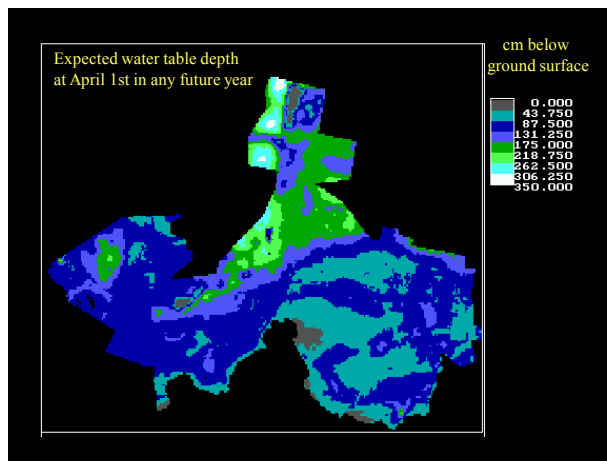 Expected water table depth
at April 1st in any future year
cm below
ground surface
0.000
43.750
87.500
131.250
175.000
218.750
262.500
306.250
350.000